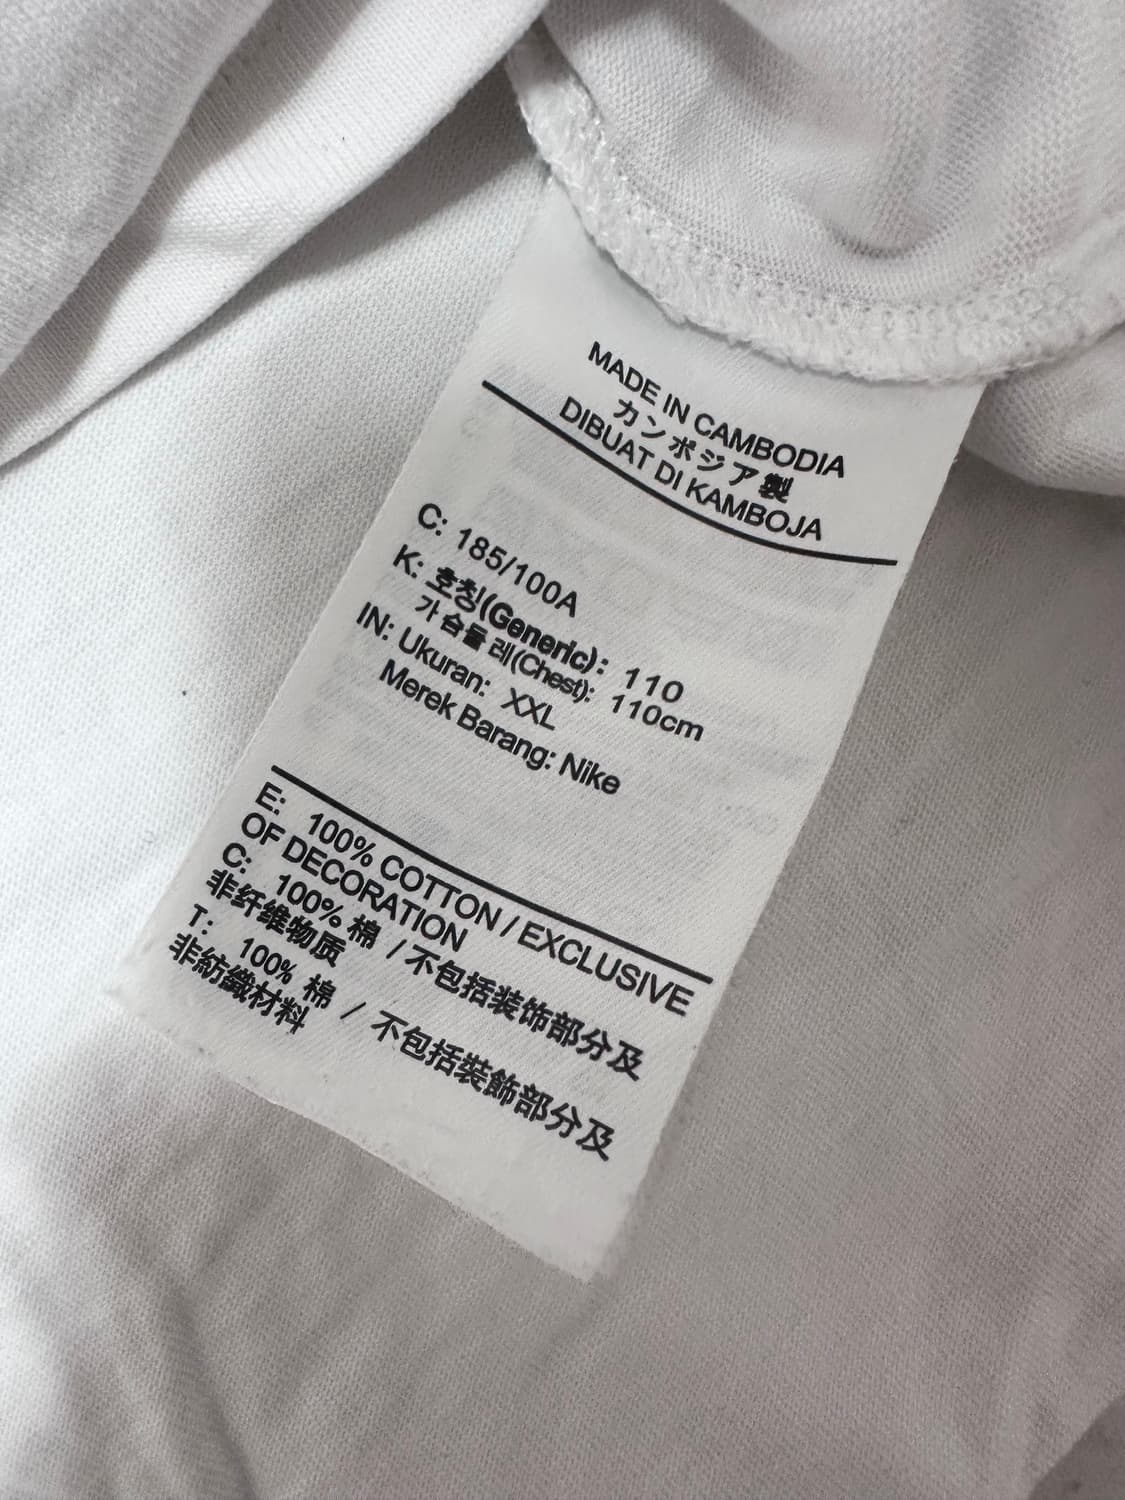 MADE IN CAMBODIA
カンボジア製
DIBUAT DI KAMBOJA
C: 185/100A
K: 호칭(Generic): 110
가슴둘레(Chest): 110cm
IN: Ukuran: XXL
Merek Barang: Nike
E: 100% COTTON / EXCLUSIVE
OF DECORATION
C: 100% 棉 / 不包括装饰部分及
非纤维物质
T: 100% 棉 / 不包括裝飾部分及
非紡織材料